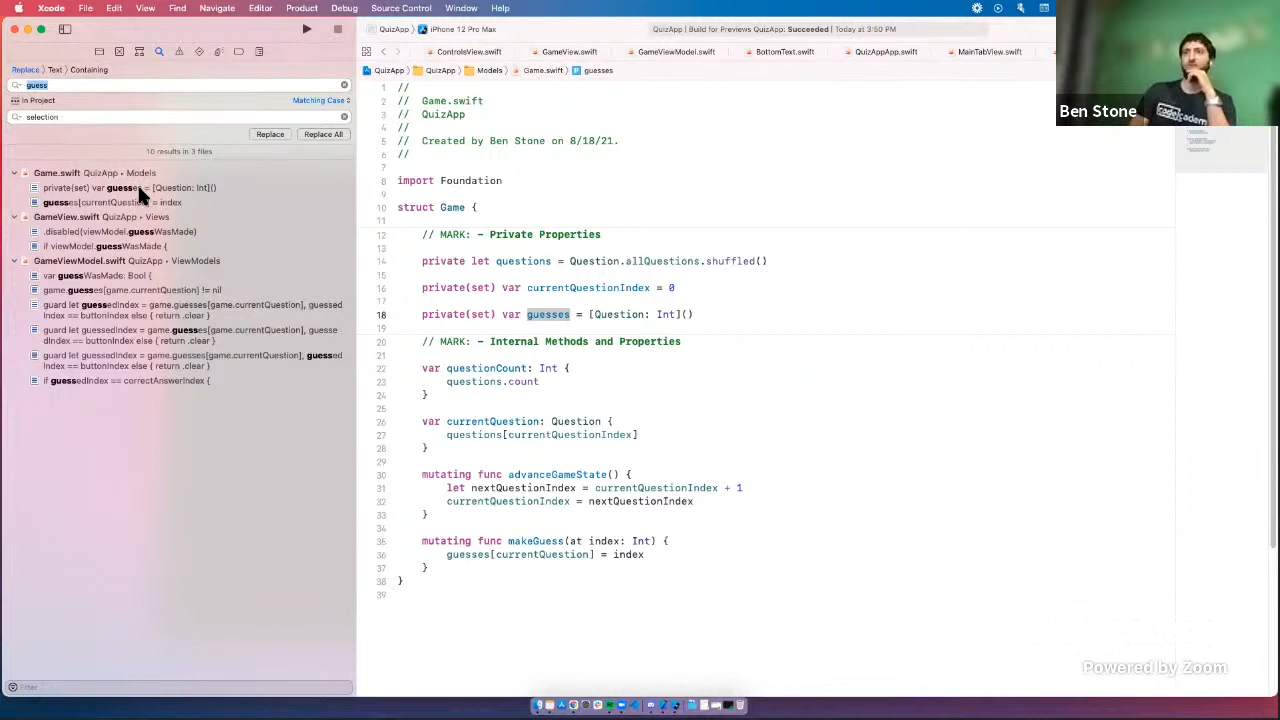 Xcode File Edit View Find Navigate Editor Product Debug Source Control Window Help
QuizApp 〉 iPhone 12 Pro Max
QuizApp | Build for Previews QuizApp: Succeeded | Today at 3:50 PM
ControlsView.swift GameView.swift GameViewModel.swift BottomText.swift QuizAppApp.swift MainTabView.swift
QuizApp 〉 QuizApp 〉 Models 〉 Game.swift 〉 P guesses
Replace 〉 Text 〉 Containing
guess
In Project Matching Case
selection
Replace Replace All
10 results in 3 files
Game.swift QuizApp ▸ Models
private(set) var guesses = [Question: Int]()
guesses[currentQuestion] = index
GameView.swift QuizApp ▸ Views
.disabled(viewModel.guessWasMade)
if viewModel.guessWasMade {
GameViewModel.swift QuizApp ▸ ViewModels
var guessWasMade: Bool {
game.guesses[game.currentQuestion] != nil
guard let guessedIndex = game.guesses[game.currentQuestion], guessed
Index == buttonIndex else { return .clear }
guard let guessedIndex = game.guesses[game.currentQuestion], guesse
dIndex == buttonIndex else { return .clear }
guard let guessedIndex = game.guesses[game.currentQuestion], guessed
Index == buttonIndex else { return .clear }
if guessedIndex == correctAnswerIndex {
Filter
1 //
2 // Game.swift
3 // QuizApp
4 //
5 // Created by Ben Stone on 8/18/21.
6 //
7
8 import Foundation
9
10 struct Game {
11
12 // MARK: - Private Properties
13
14 private let questions = Question.allQuestions.shuffled()
15
16 private(set) var currentQuestionIndex = 0
17
18 private(set) var guesses = [Question: Int]()
19
20 // MARK: - Internal Methods and Properties
21
22 var questionCount: Int {
23 questions.count
24 }
25
26 var currentQuestion: Question {
27 questions[currentQuestionIndex]
28 }
29
30 mutating func advanceGameState() {
31 let nextQuestionIndex = currentQuestionIndex + 1
32 currentQuestionIndex = nextQuestionIndex
33 }
34
35 mutating func makeGuess(at index: Int) {
36 guesses[currentQuestion] = index
37 }
38 }
39
Ben Stone
Powered by Zoom